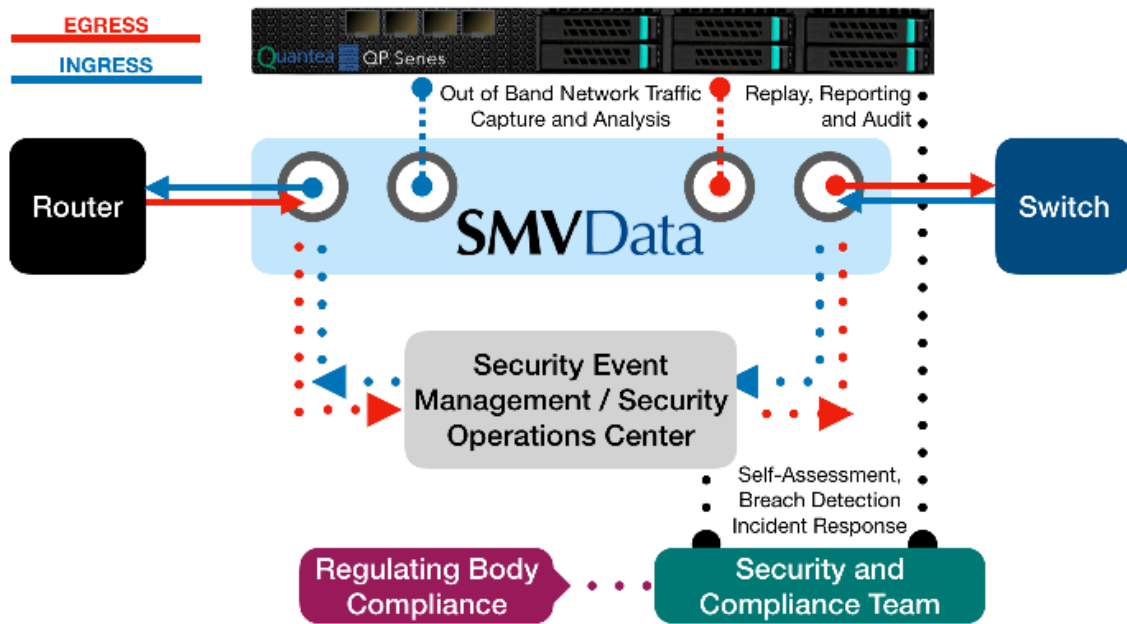 EGRESS
INGRESS
Quantea QP Series
Out of Band Network Traffic
Capture and Analysis
Replay, Reporting
and Audit
Router
SMVData
Switch
Security Event
Management / Security
Operations Center
Self-Assessment,
Breach Detection
Incident Response
Regulating Body
Compliance
Security and
Compliance Team